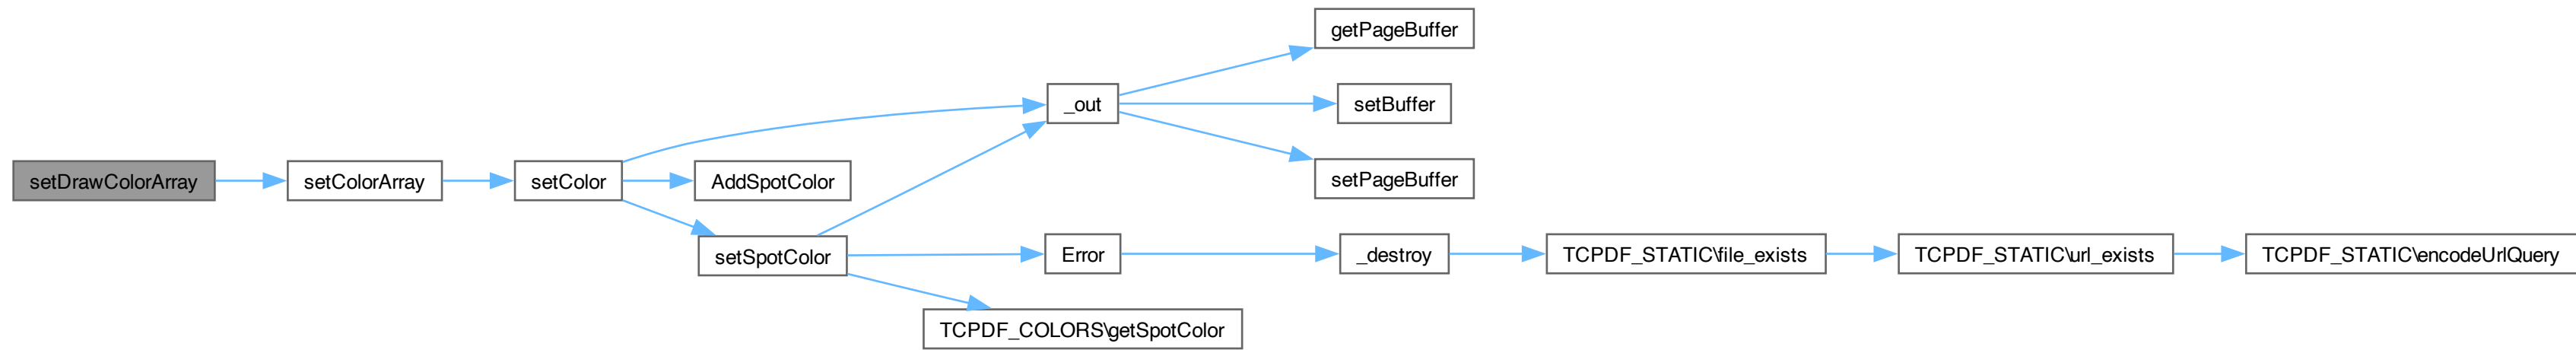 getPageBuffer
_out
setBuffer
setDrawColorArray
setColorArray
setColor
AddSpotColor
setPageBuffer
setSpotColor
Error
_destroy
TCPDF_STATIC\file_exists
TCPDF_STATIC\url_exists
TCPDF_STATIC\encodeUrlQuery
TCPDF_COLORS\getSpotColor